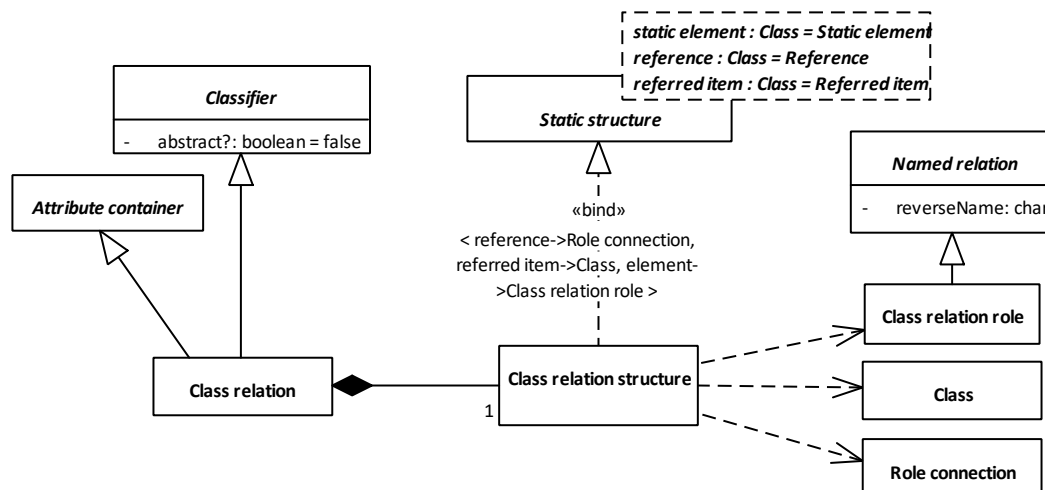 static element : Class = Static element
reference : Class = Reference
referred item : Class = Referred item
Classifier
- abstract?: boolean = false
Static structure
Named relation
- reverseName: char
Attribute container
«bind»
< reference->Role connection,
referred item->Class, element-
>Class relation role >
Class relation role
Class relation
Class relation structure
1
Class
Role connection